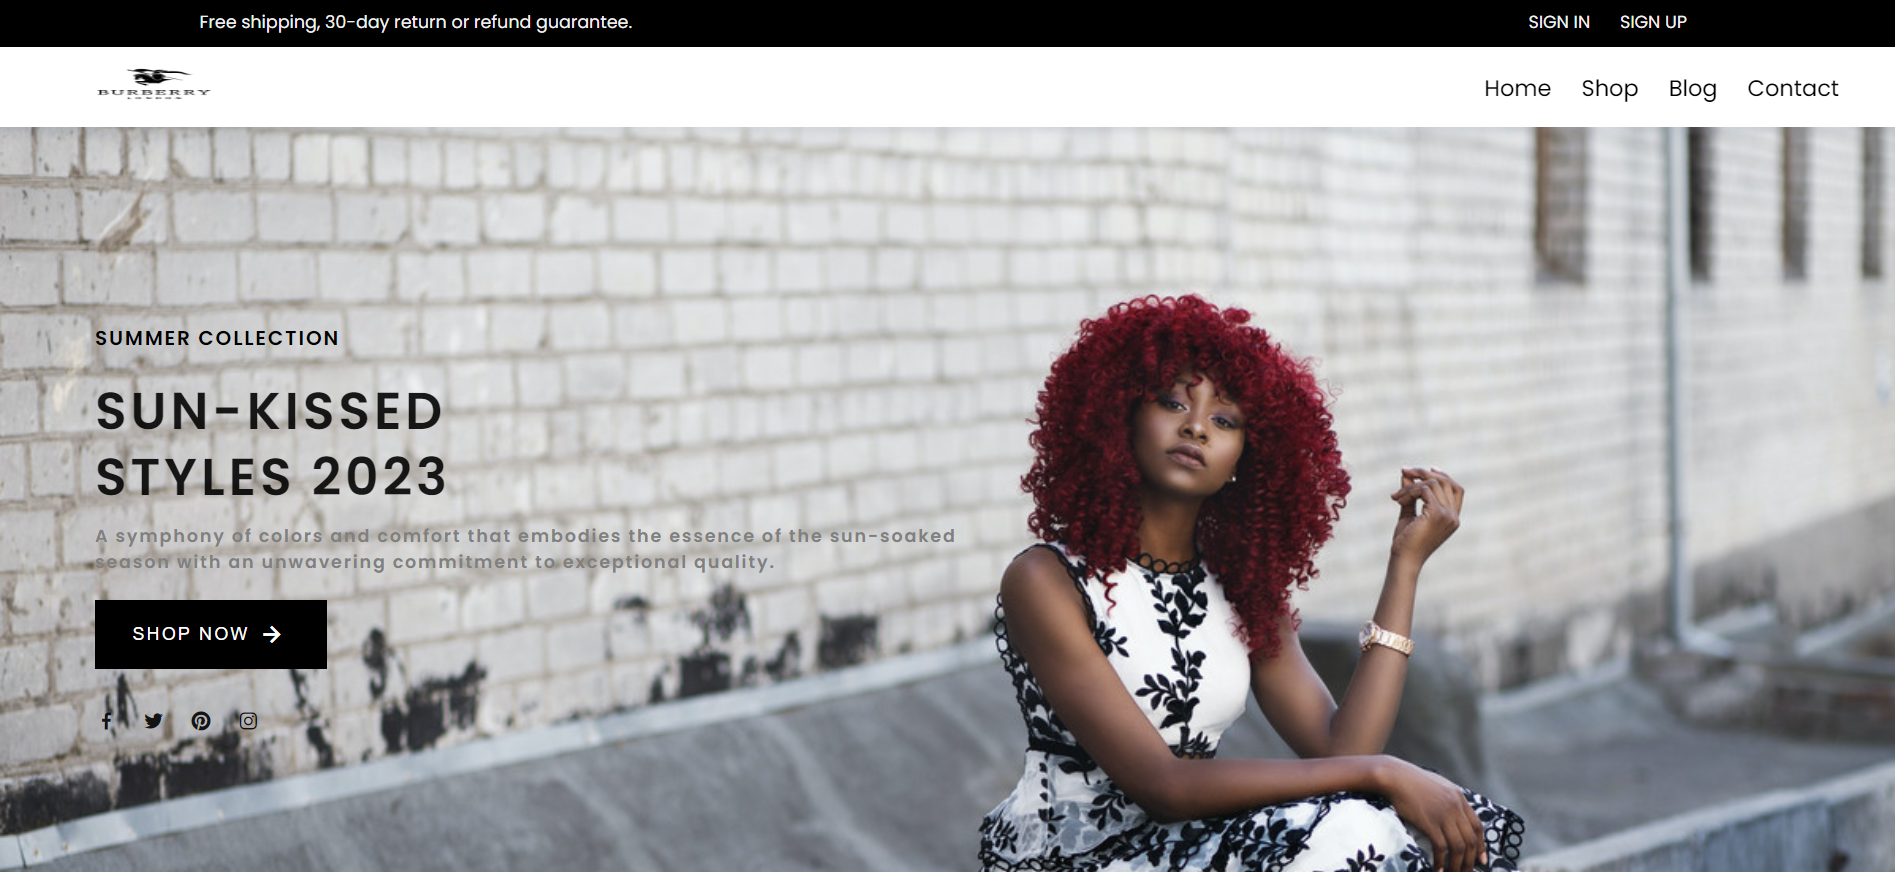 Free shipping, 30-day return or refund guarantee.
SIGN IN SIGN UP
BURBERRY
LONDON
Home Shop Blog Contact
SUMMER COLLECTION
SUN-KISSED
STYLES 2023
A symphony of colors and comfort that embodies the essence of the sun-soaked
season with an unwavering commitment to exceptional quality.
SHOP NOW